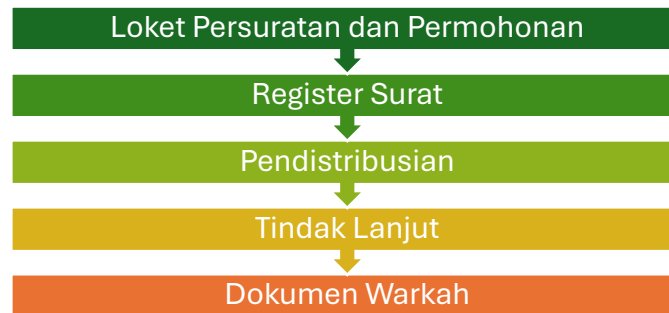 Loket Persuratan dan Permohonan
Register Surat
Pendistribusian
Tindak Lanjut
Dokumen Warkah